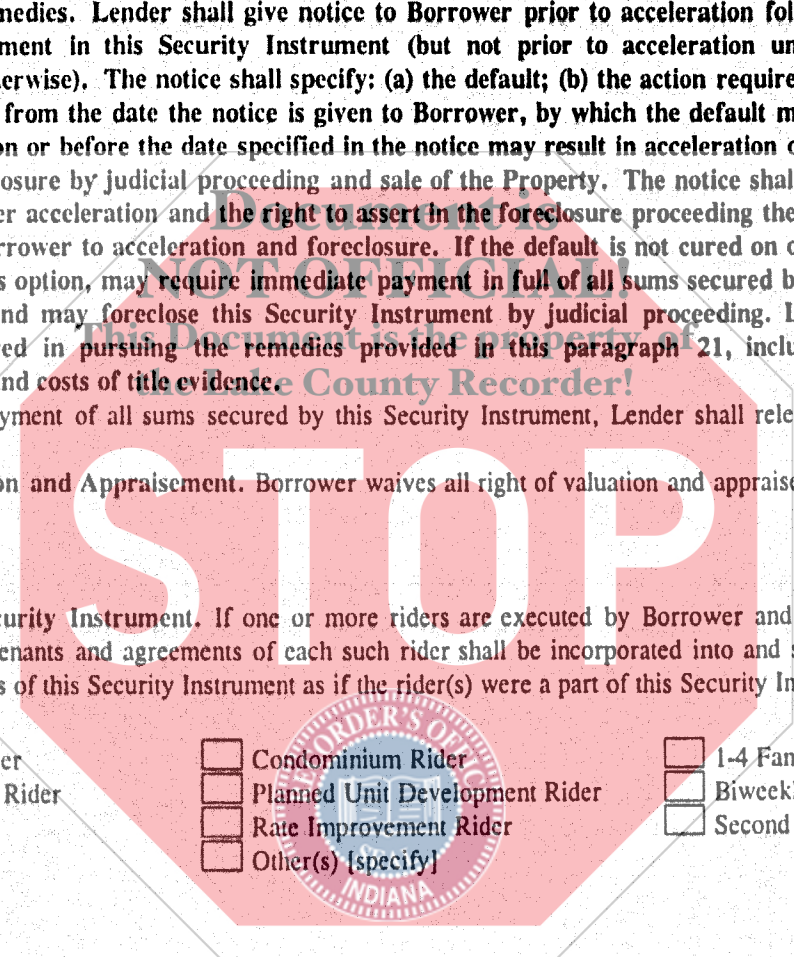 medies. Lender shall give notice to Borrower prior to acceleration fol
ment in this Security Instrument (but not prior to acceleration un
erwise). The notice shall specify: (a) the default; (b) the action require
from the date the notice is given to Borrower, by which the default m
on or before the date specified in the notice may result in acceleration o
osure by judicial proceeding and sale of the Property. The notice shal
er acceleration and the right to assert in the foreclosure proceeding the
rrower to acceleration and foreclosure. If the default is not cured on o
s option, may require immediate payment in full of all sums secured b
nd may foreclose this Security Instrument by judicial proceeding. L
ed in pursuing the remedies provided in this paragraph 21, inclu
nd costs of title evidence.
yment of all sums secured by this Security Instrument, Lender shall rele
on and Appraisement. Borrower waives all right of valuation and appraise
curity Instrument. If one or more riders are executed by Borrower and
enants and agreements of each such rider shall be incorporated into and s
s of this Security Instrument as if the rider(s) were a part of this Security In
er Condominium Rider 1-4 Fam
Rider Planned Unit Development Rider Biweekl
Rate Improvement Rider Second
Other(s) [specify]
Document is
NOT OFFICIAL!
This Document is the property of
the Lake County Recorder!
STOP
RECORDER'S OFFICE
SEAL
INDIANA